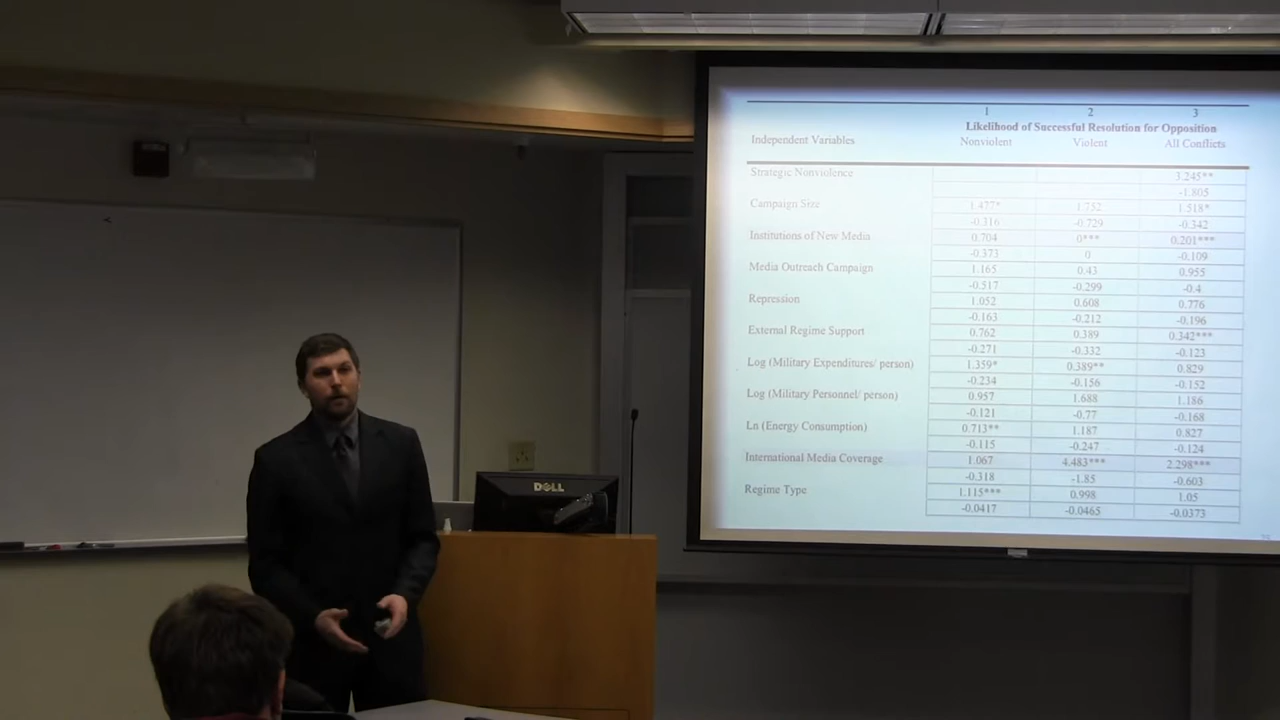 1 2 3
Likelihood of Successful Resolution for Opposition
Independent Variables Nonviolent Violent All Conflicts
Strategic Nonviolence 3.245**
-1.805
Campaign Size 1.477* 1.752 1.518*
-0.316 -0.729 -0.342
Institutions of New Media 0.704 0*** 0.201***
-0.373 0 -0.109
Media Outreach Campaign 1.165 0.43 0.955
-0.517 -0.299 -0.4
Repression 1.052 0.608 0.776
-0.163 -0.212 -0.196
External Regime Support 0.762 0.389 0.342***
-0.271 -0.332 -0.123
Log (Military Expenditures/ person) 1.359* 0.389** 0.829
-0.234 -0.156 -0.152
Log (Military Personnel/ person) 0.957 1.688 1.186
-0.121 -0.77 -0.168
Ln (Energy Consumption) 0.713** 1.187 0.827
-0.115 -0.247 -0.124
International Media Coverage 1.067 4.483*** 2.298***
-0.318 -1.85 -0.603
Regime Type 1.115*** 0.998 1.05
-0.0417 -0.0465 -0.0373
DELL